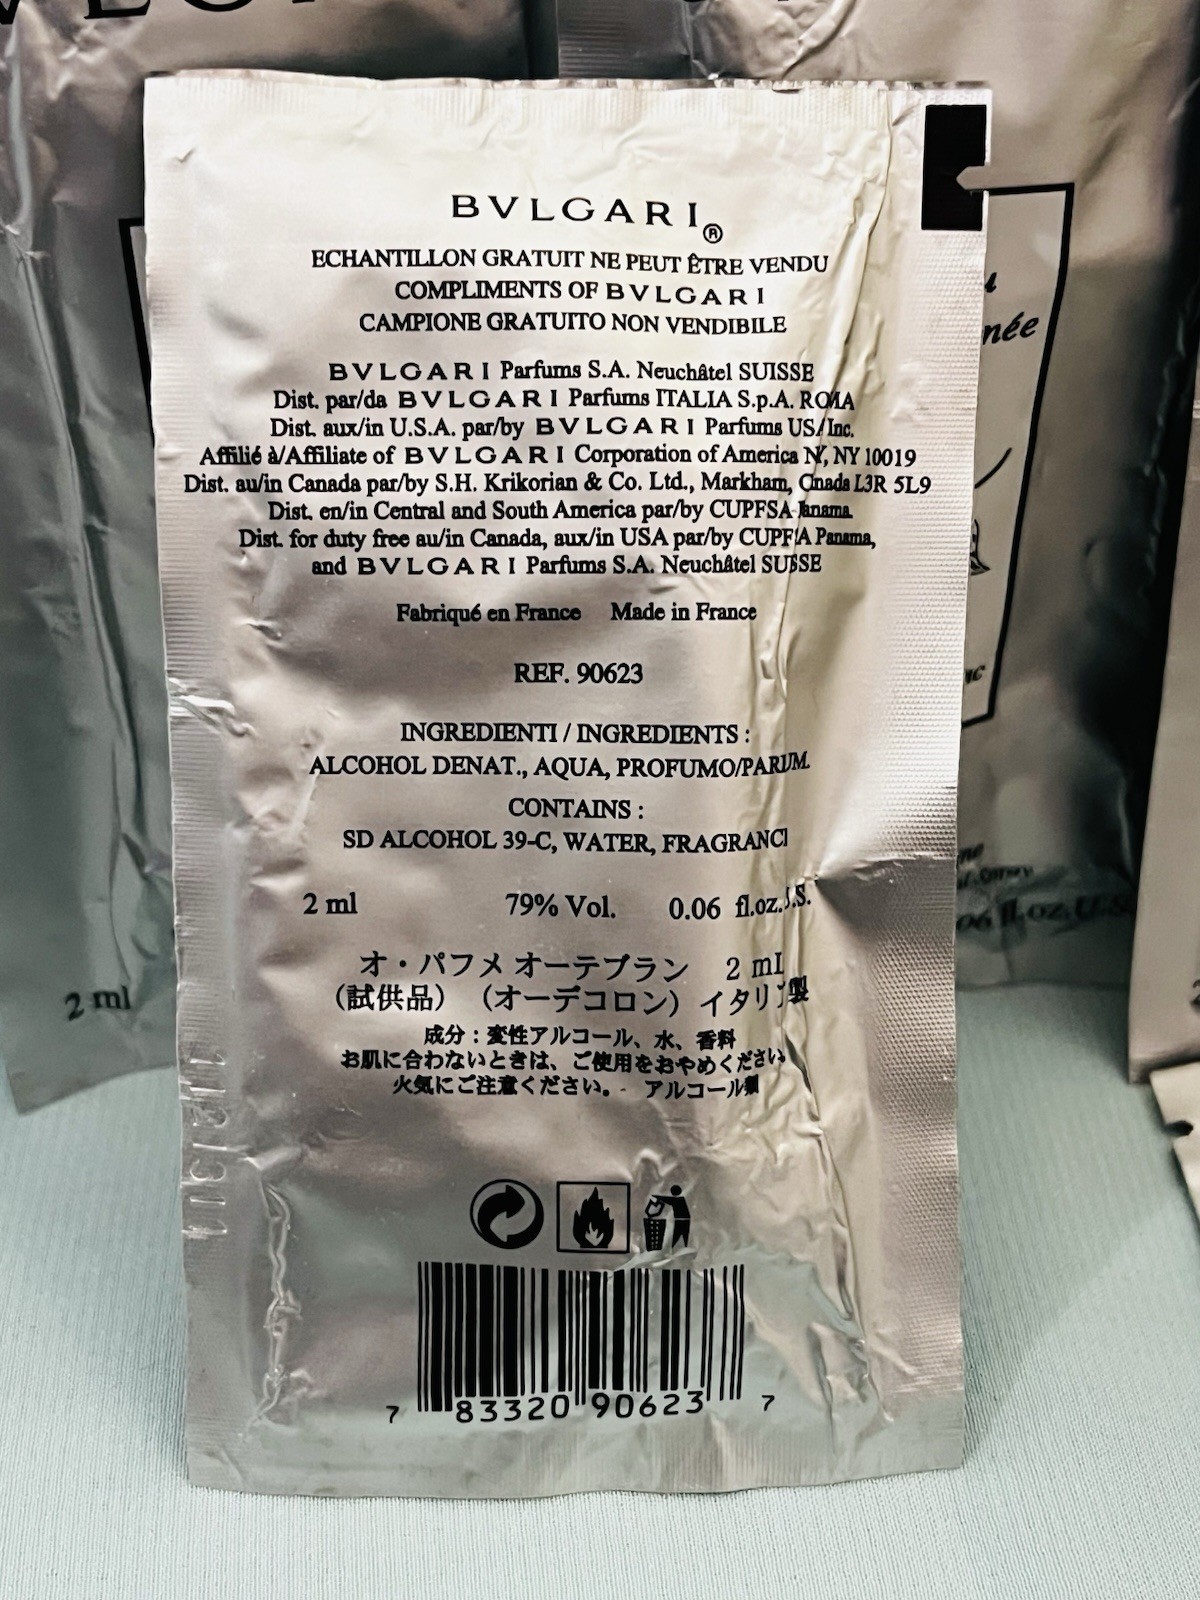 BVLGARI®
ECHANTILLON GRATUIT NE PEUT ÊTRE VENDU
COMPLIMENTS OF BVLGARI
CAMPIONE GRATUITO NON VENDIBILE
BVLGARI Parfums S.A. Neuchâtel SUISSE
Dist. par/da BVLGARI Parfums ITALIA S.p.A. ROMA
Dist. aux/in U.S.A. par/by BVLGARI Parfums USA Inc.
Affilié à/Affiliate of BVLGARI Corporation of America NY, NY 10019
Dist. au/in Canada par/by S.H. Krikorian & Co. Ltd., Markham, Canada L3R 5L9
Dist. en/in Central and South America par/by CUPFSA Panama
Dist. for duty free au/in Canada, aux/in USA par/by CUPFSA Panama,
and BVLGARI Parfums S.A. Neuchâtel SUISSE
Fabriqué en France Made in France
REF. 90623
INGREDIENTI / INGREDIENTS :
ALCOHOL DENAT., AQUA, PROFUMO/PARFUM.
CONTAINS :
SD ALCOHOL 39-C, WATER, FRAGRANCE
2 ml 79% Vol. 0.06 fl.oz.U.S.
オ・パフメ オーテブラン 2 mL
(試供品) (オーデコロン) イタリア製
成分：変性アルコール、水、香料
お肌に合わないときは、ご使用をおやめください
火気にご注意ください。- アルコール類
7 83320 90623 7
2 ml
née
06 fl.oz.U.S.